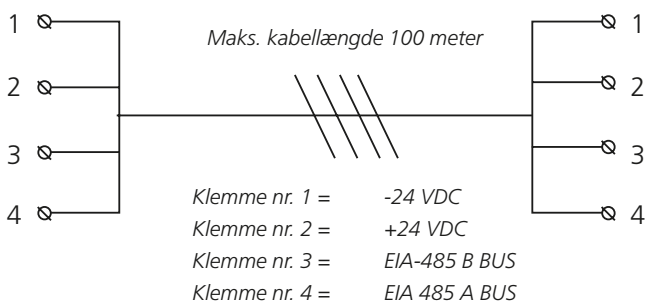 1 Maks. kabellængde 100 meter 1
2 2
3 3
4 4
Klemme nr. 1 = -24 VDC
Klemme nr. 2 = +24 VDC
Klemme nr. 3 = EIA-485 B BUS
Klemme nr. 4 = EIA 485 A BUS